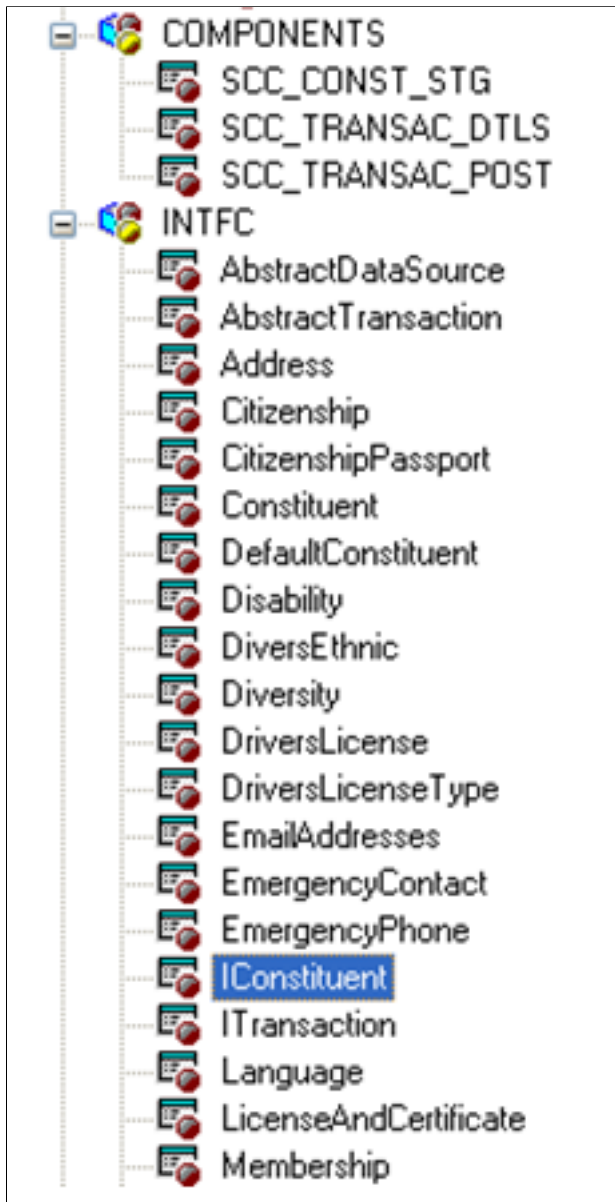 COMPONENTS
SCC_CONST_STG
SCC_TRANSAC_DTLS
SCC_TRANSAC_POST
INTFC
AbstractDataSource
AbstractTransaction
Address
Citizenship
CitizenshipPassport
Constituent
DefaultConstituent
Disability
DiversEthnic
Diversity
DriversLicense
DriversLicenseType
EmailAddresses
EmergencyContact
EmergencyPhone
IConstituent
ITransaction
Language
LicenseAndCertificate
Membership